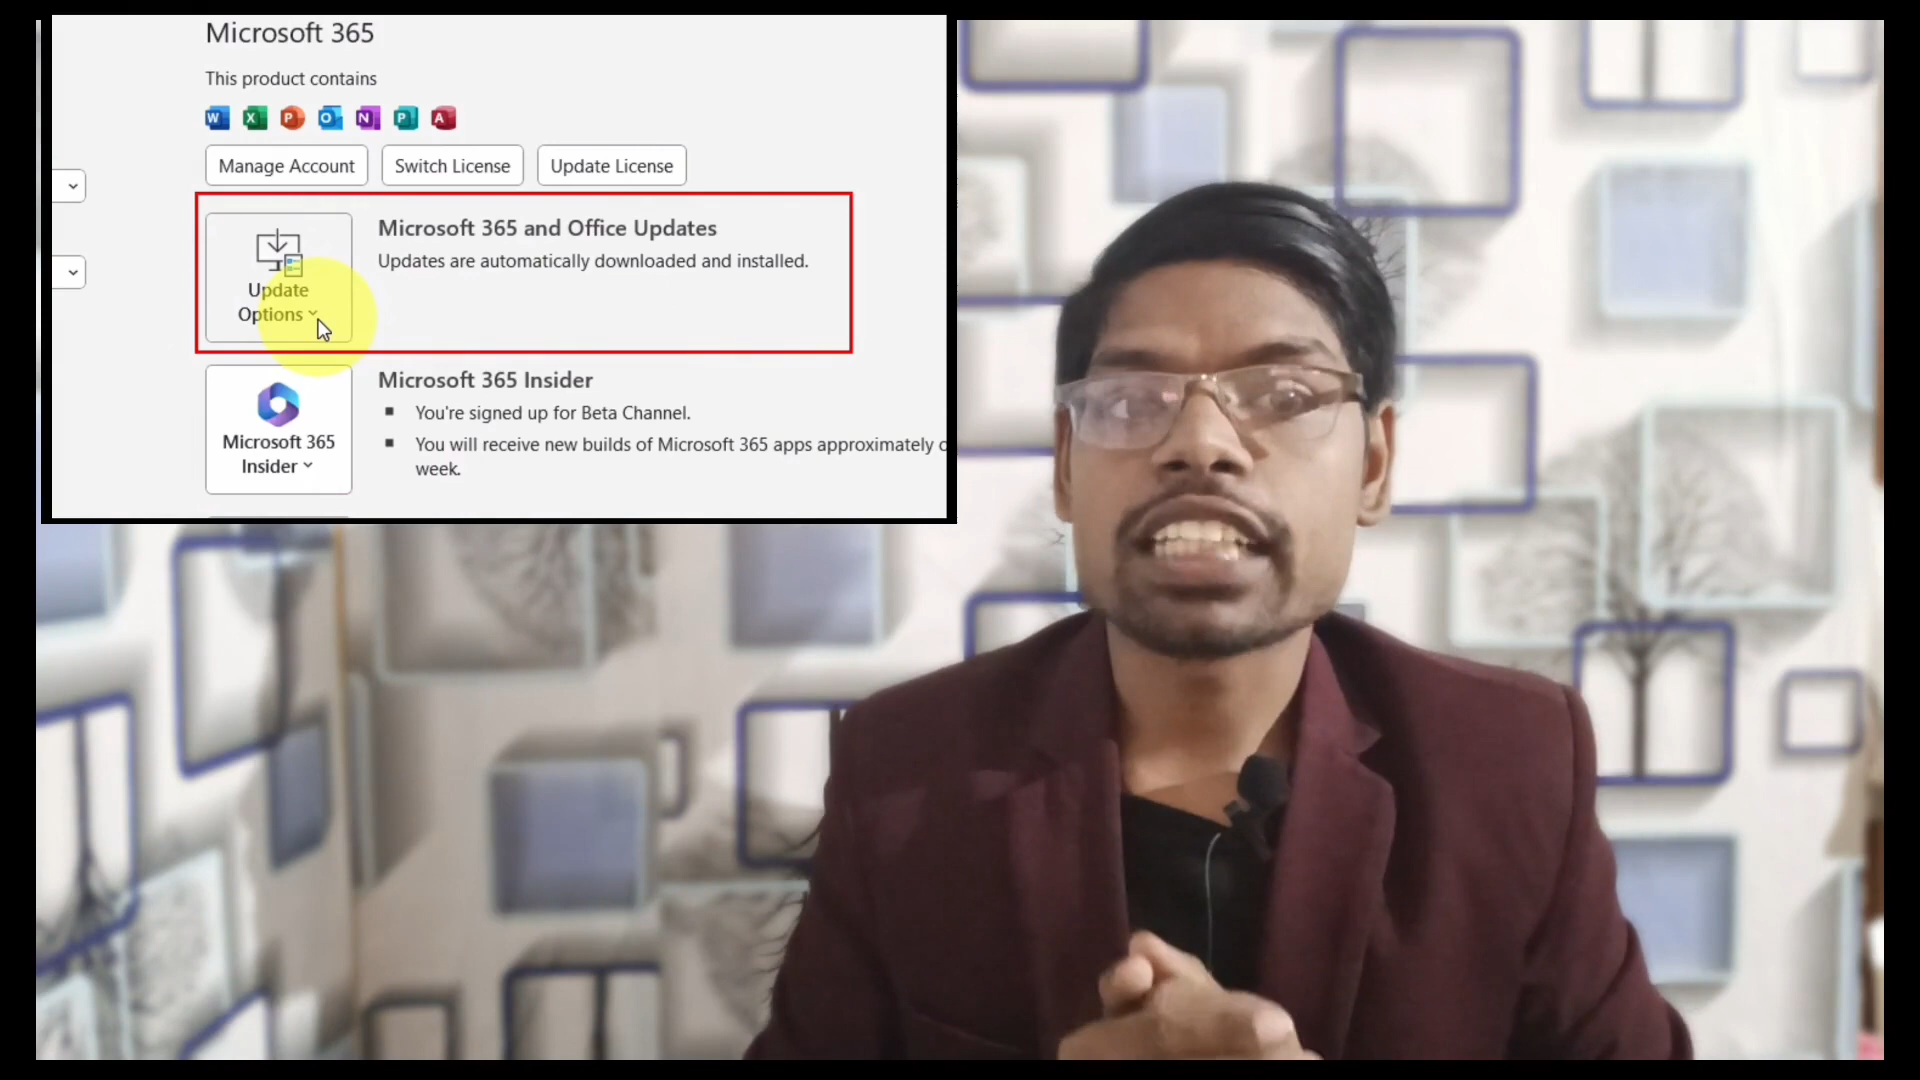 Microsoft 365
This product contains
W X P O N P A
Manage Account Switch License Update License
Update
Options
Microsoft 365 and Office Updates
Updates are automatically downloaded and installed.
Microsoft 365
Insider
Microsoft 365 Insider
You're signed up for Beta Channel.
You will receive new builds of Microsoft 365 apps approximately
week.